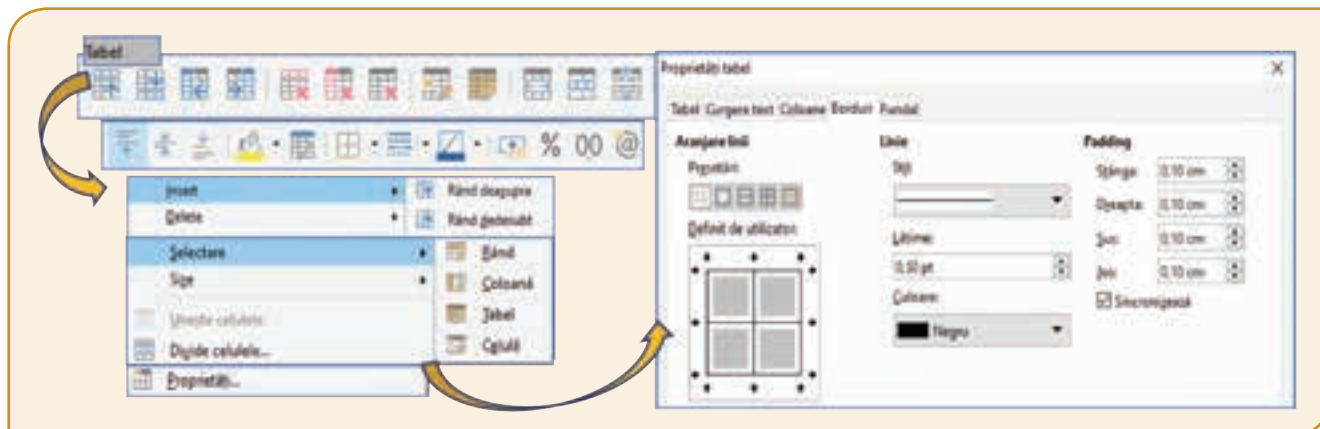 Tabel
% 00 @
Insert
Delete
Selectare
Size
Unește celulele
Divide celulele...
Proprietăți...
Rând deasupra
Rând dedesubt
Rând
Coloană
Tabel
Celulă
Proprietăți tabel
Tabel Curgere text Coloane Borduri Fundal
Aranjare linii
Presetări:
Definit de utilizator:
Linie
Stil:
Lățime:
0,50 pt
Culoare:
Negru
Padding
Stânga: 0,10 cm
Dreapta: 0,10 cm
Sus: 0,10 cm
Jos: 0,10 cm
Sincronizează